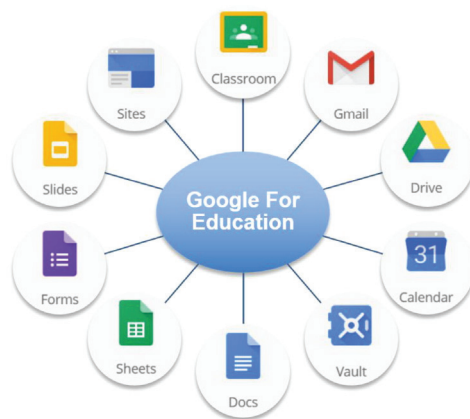 Classroom
Sites
Gmail
Slides
Google For
Education
Drive
Forms
31
Calendar
Sheets
Vault
Docs